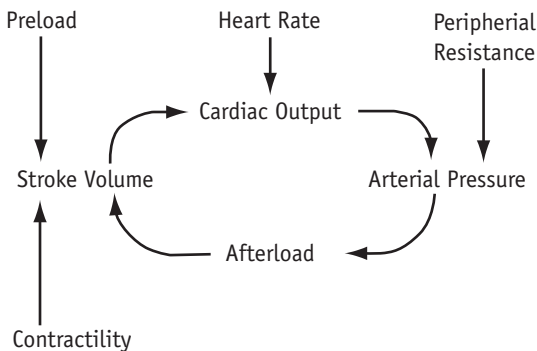 Preload
Heart Rate
Peripherial
Resistance
Cardiac Output
Stroke Volume
Arterial Pressure
Afterload
Contractility